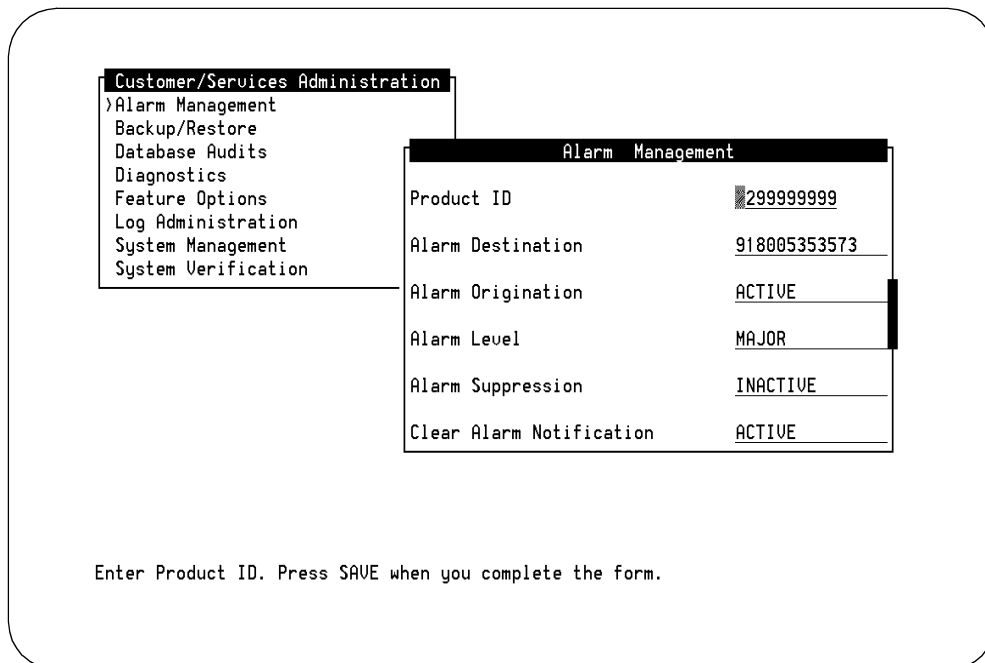 Customer/Services Administration
>Alarm Management
Backup/Restore
Database Audits
Diagnostics
Feature Options
Log Administration
System Management
System Verification
Alarm Management
Product ID 299999999
Alarm Destination 918005353573
Alarm Origination ACTIVE
Alarm Level MAJOR
Alarm Suppression INACTIVE
Clear Alarm Notification ACTIVE
Enter Product ID. Press SAVE when you complete the form.